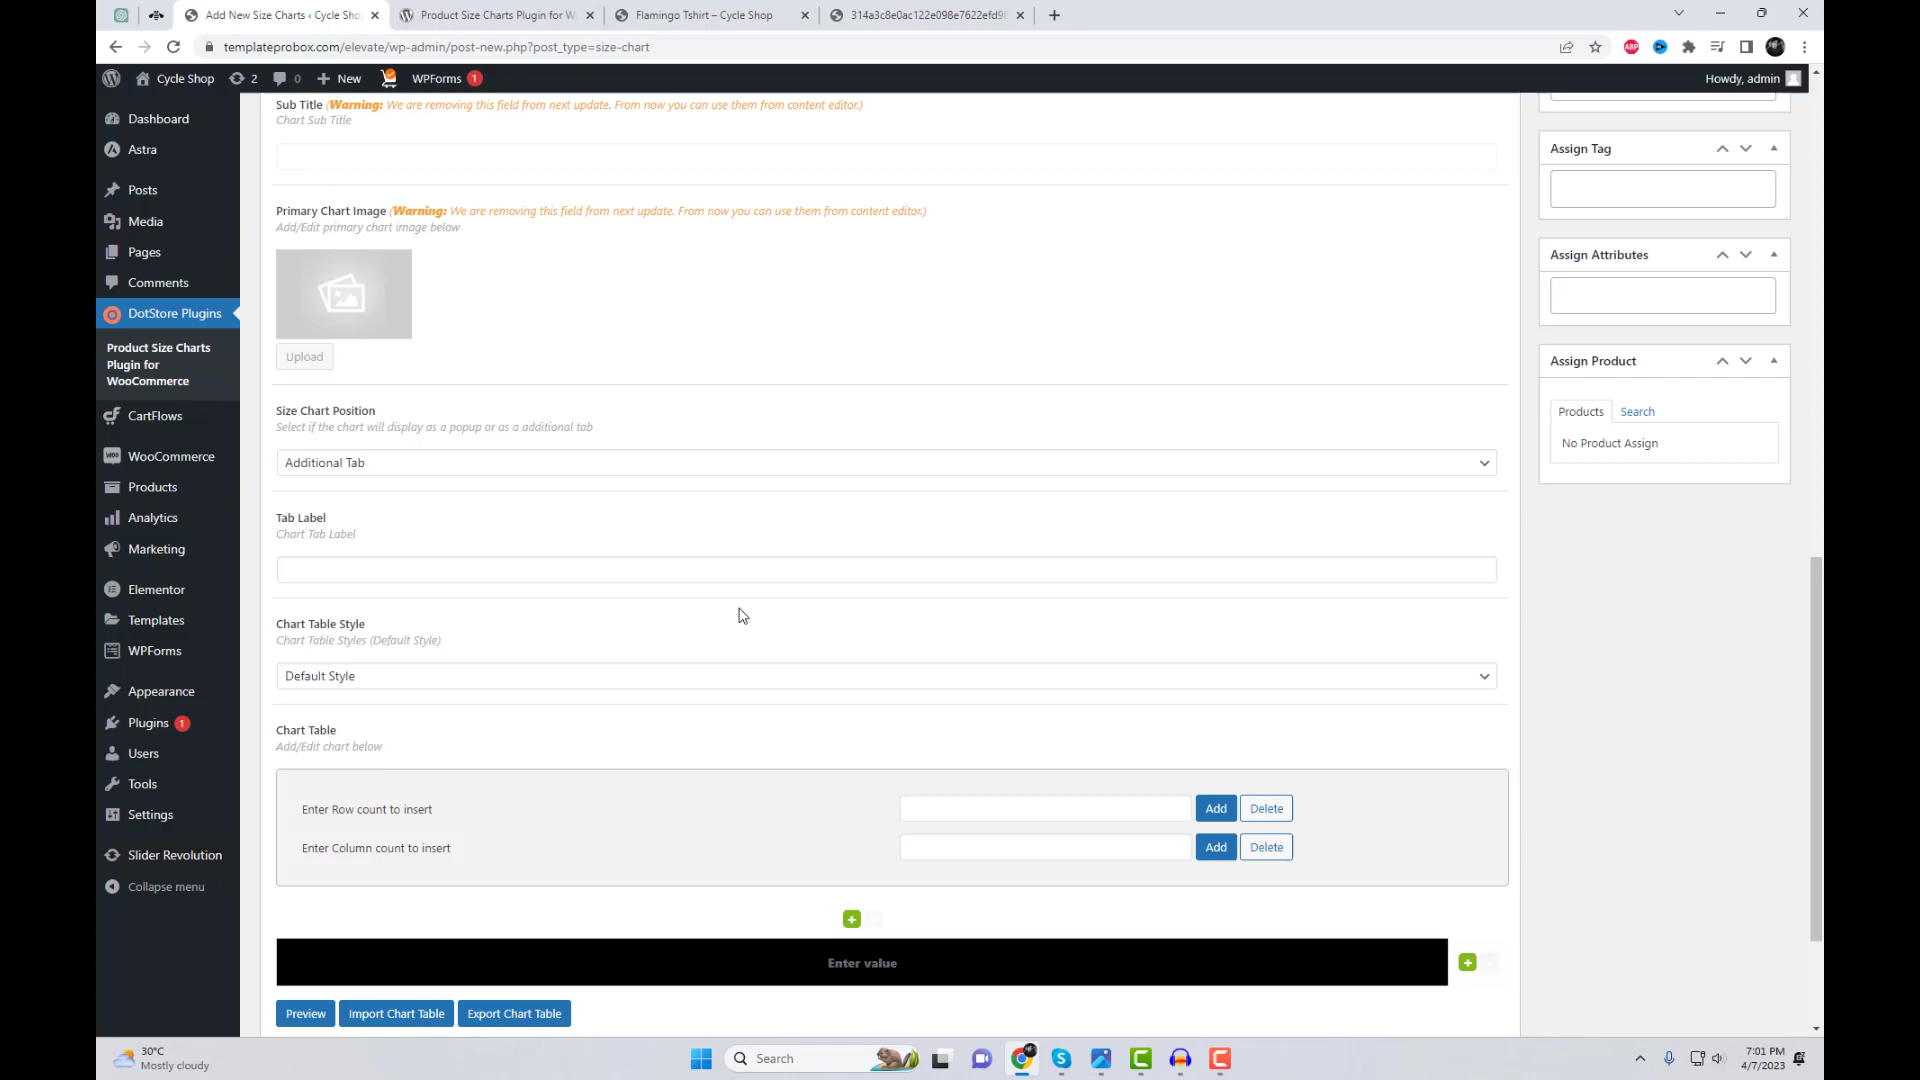 Add New Size Charts ‹ Cycle Sho
Product Size Charts Plugin for W
Flamingo Tshirt – Cycle Shop
314a3c8e0ac122e098e7622efd9
templateprobox.com/elevate/wp-admin/post-new.php?post_type=size-chart
ABP
Cycle Shop
2
0
New
WPForms 1
Howdy, admin
Dashboard
Astra
Posts
Media
Pages
Comments
DotStore Plugins
Product Size Charts
Plugin for
WooCommerce
CartFlows
WooCommerce
Products
Analytics
Marketing
Elementor
Templates
WPForms
Appearance
Plugins 1
Users
Tools
Settings
Slider Revolution
Collapse menu
Sub Title (Warning: We are removing this field from next update. From now you can use them from content editor.)
Chart Sub Title
Primary Chart Image (Warning: We are removing this field from next update. From now you can use them from content editor.)
Add/Edit primary chart image below
Upload
Size Chart Position
Select if the chart will display as a popup or as a additional tab
Additional Tab
Tab Label
Chart Tab Label
Chart Table Style
Chart Table Styles (Default Style)
Default Style
Chart Table
Add/Edit chart below
Enter Row count to insert
Add
Delete
Enter Column count to insert
Add
Delete
Enter value
Preview
Import Chart Table
Export Chart Table
Assign Tag
Assign Attributes
Assign Product
Products
Search
No Product Assign
30°C
Mostly cloudy
Search
7:01 PM
4/7/2023